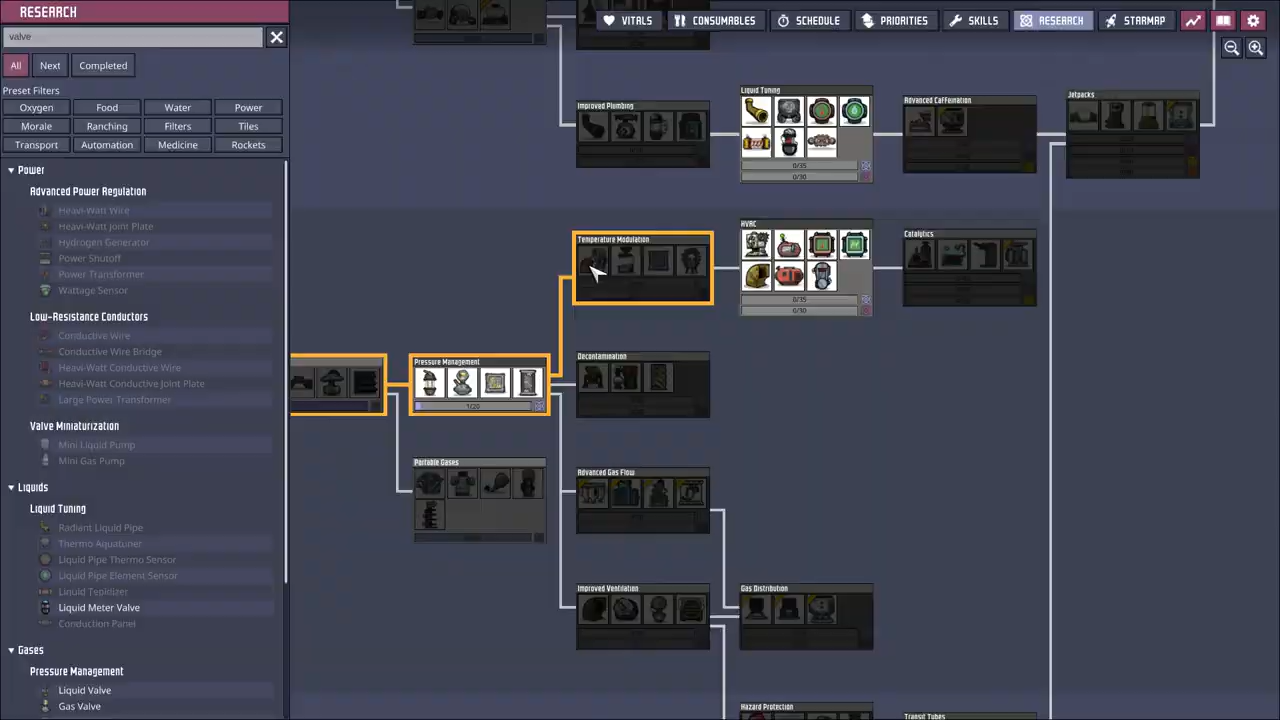 RESEARCH
VITALS
CONSUMABLES
SCHEDULE
PRIORITIES
SKILLS
RESEARCH
STARMAP
valve
All
Next
Completed
Preset Filters
Oxygen
Food
Water
Power
Morale
Ranching
Filters
Tiles
Transport
Automation
Medicine
Rockets
Power
Advanced Power Regulation
Heavi-Watt Wire
Heavi-Watt Joint Plate
Hydrogen Generator
Power Shutoff
Power Transformer
Wattage Sensor
Low-Resistance Conductors
Conductive Wire
Conductive Wire Bridge
Heavi-Watt Conductive Wire
Heavi-Watt Conductive Joint Plate
Large Power Transformer
Valve Miniaturization
Mini Liquid Pump
Mini Gas Pump
Liquids
Liquid Tuning
Radiant Liquid Pipe
Thermo Aquatuner
Liquid Pipe Thermo Sensor
Liquid Pipe Element Sensor
Liquid Tepidizer
Liquid Meter Valve
Conduction Panel
Gases
Pressure Management
Liquid Valve
Gas Valve
Improved Plumbing
Liquid Tuning
0/35
0/30
Advanced Caffeination
Jetpacks
Temperature Modulation
HVAC
0/35
0/30
Catalytics
Pressure Management
1/20
Decontamination
Portable Gases
Advanced Gas Flow
Improved Ventilation
Gas Distribution
Hazard Protection
Transit Tubes